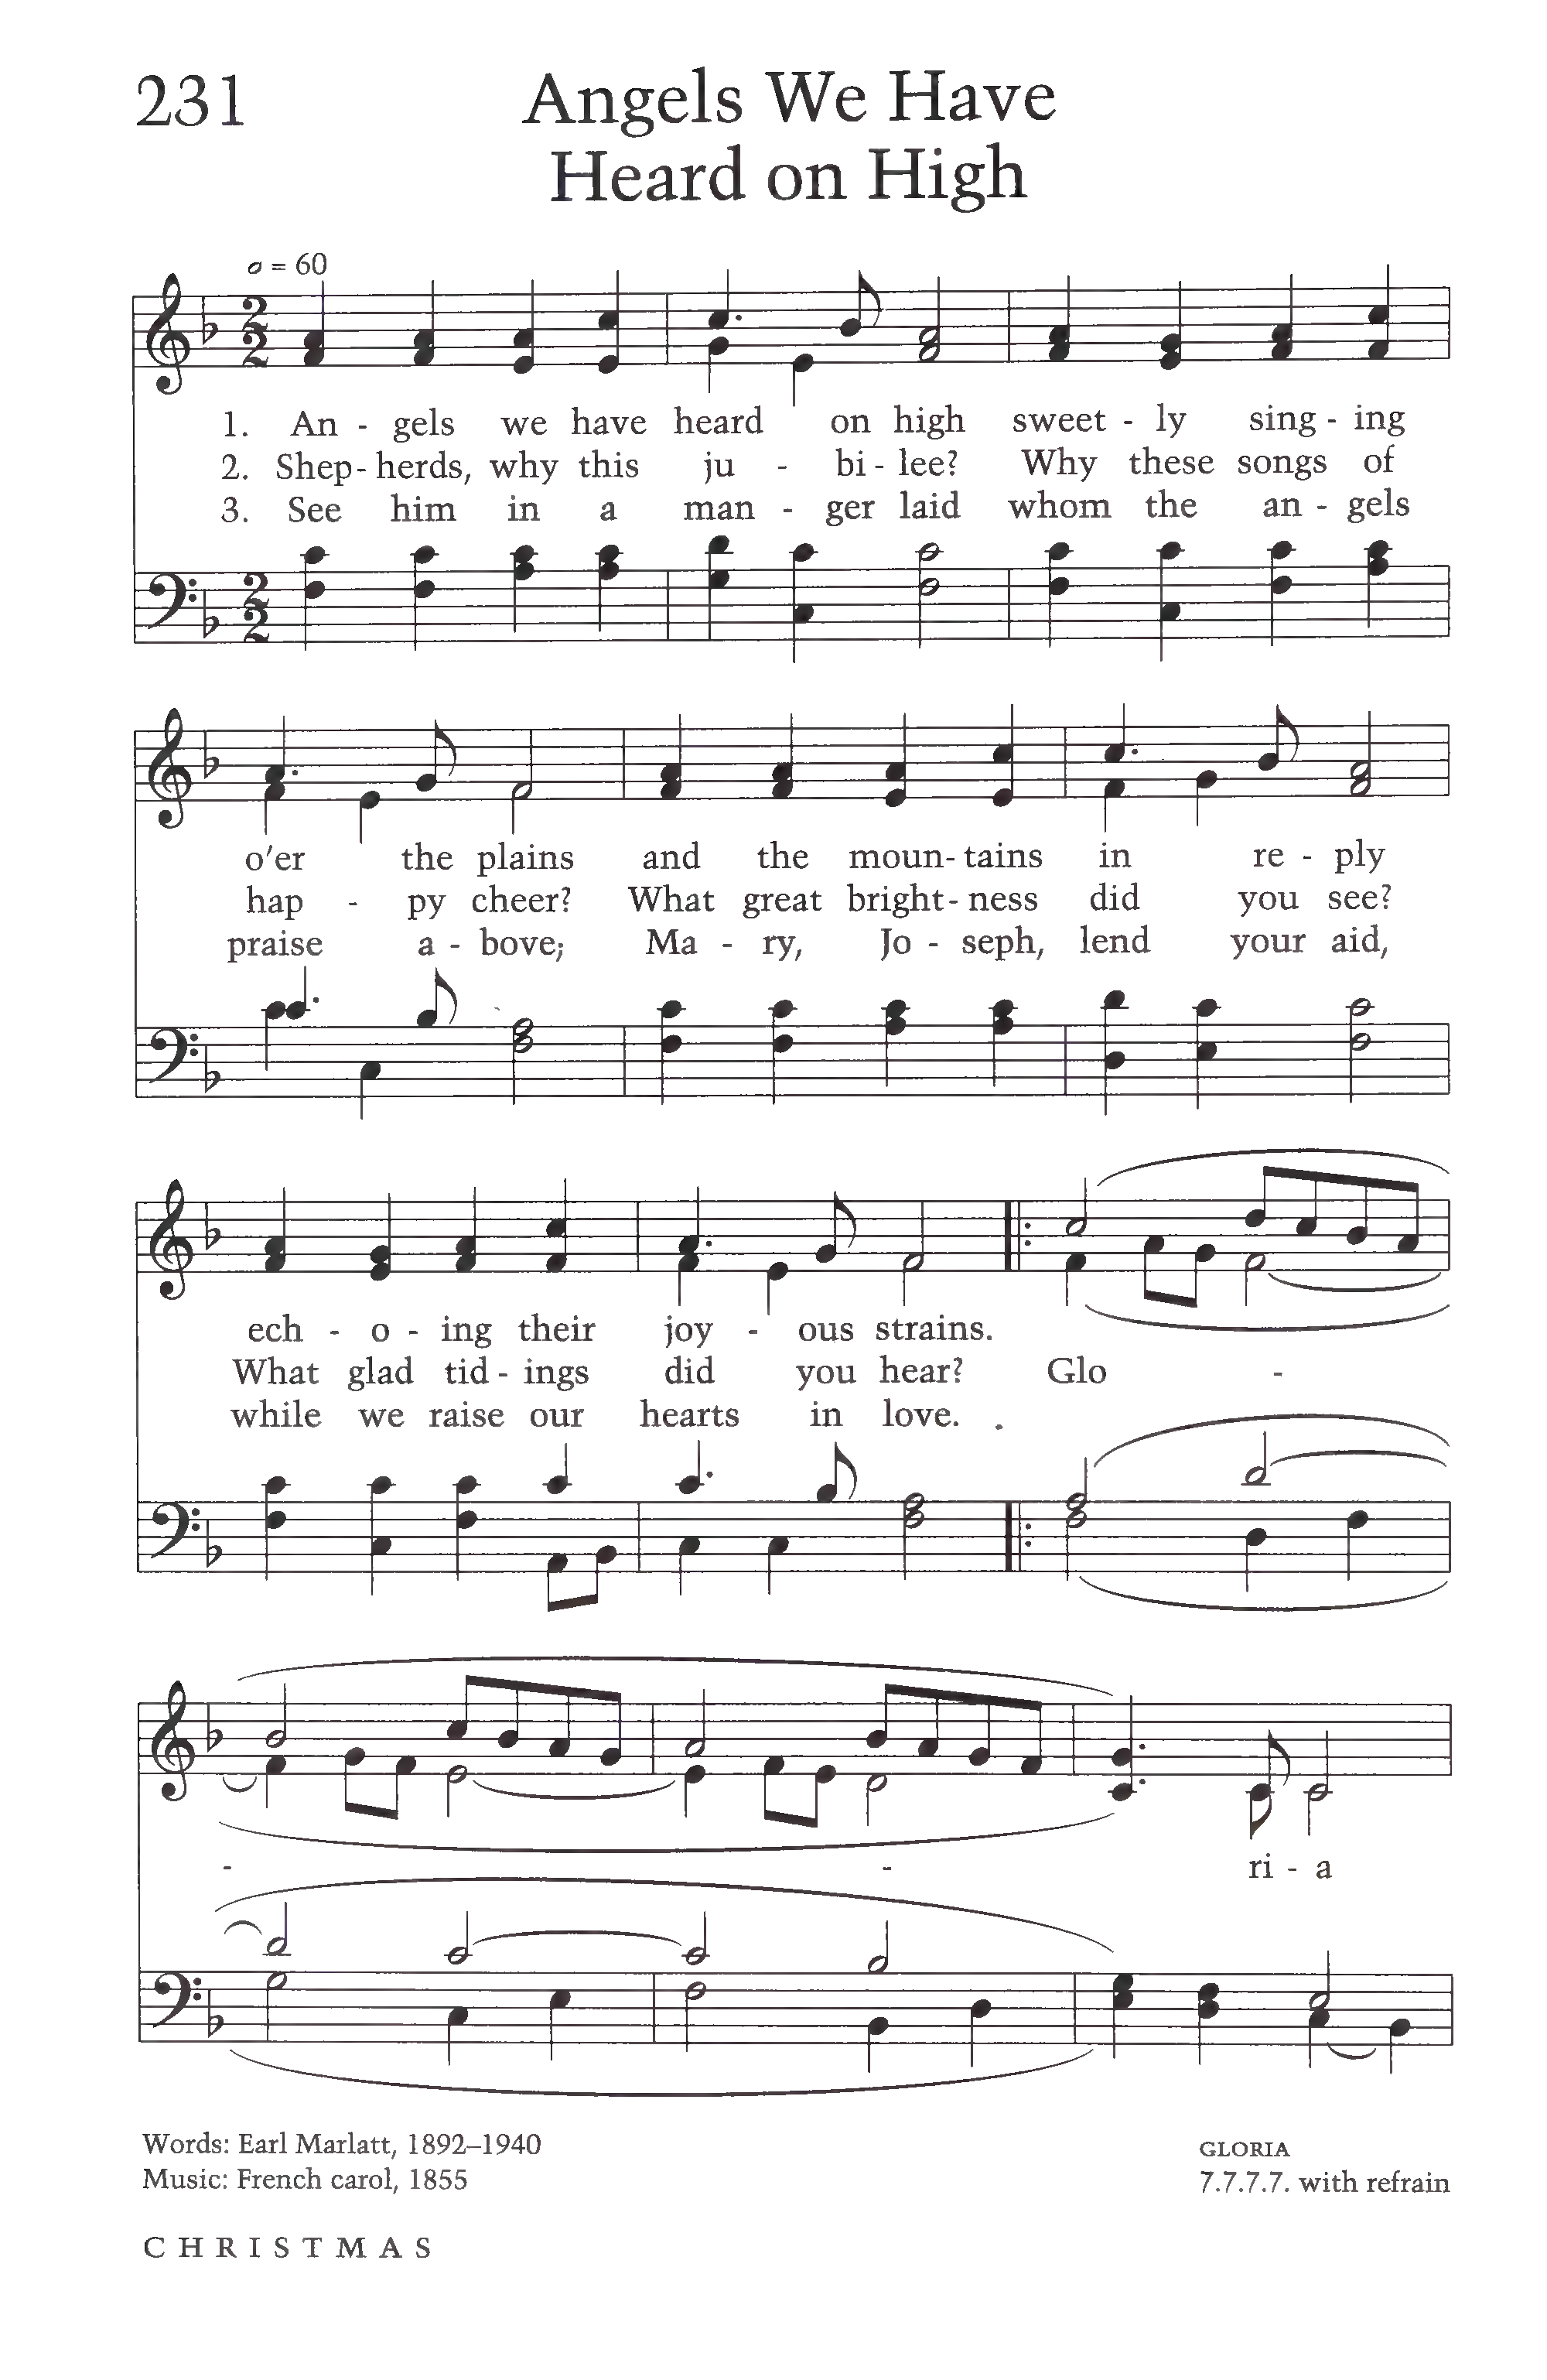 231
Angels We Have
Heard on High
= 60
1. An - gels we have heard on high sweet - ly sing - ing
2. Shep - herds, why this ju - bi - lee? Why these songs of
3. See him in a man - ger laid whom the an - gels
o'er the plains and the moun - tains in re - ply
hap - py cheer? What great bright - ness did you see?
praise a - bove; Ma - ry, Jo - seph, lend your aid,
ech - o - ing their joy - ous strains.
What glad tid - ings did you hear? Glo -
while we raise our hearts in love.
- - ri - a
Words: Earl Marlatt, 1892–1940
Music: French carol, 1855
GLORIA
7.7.7.7. with refrain
CHRISTMAS